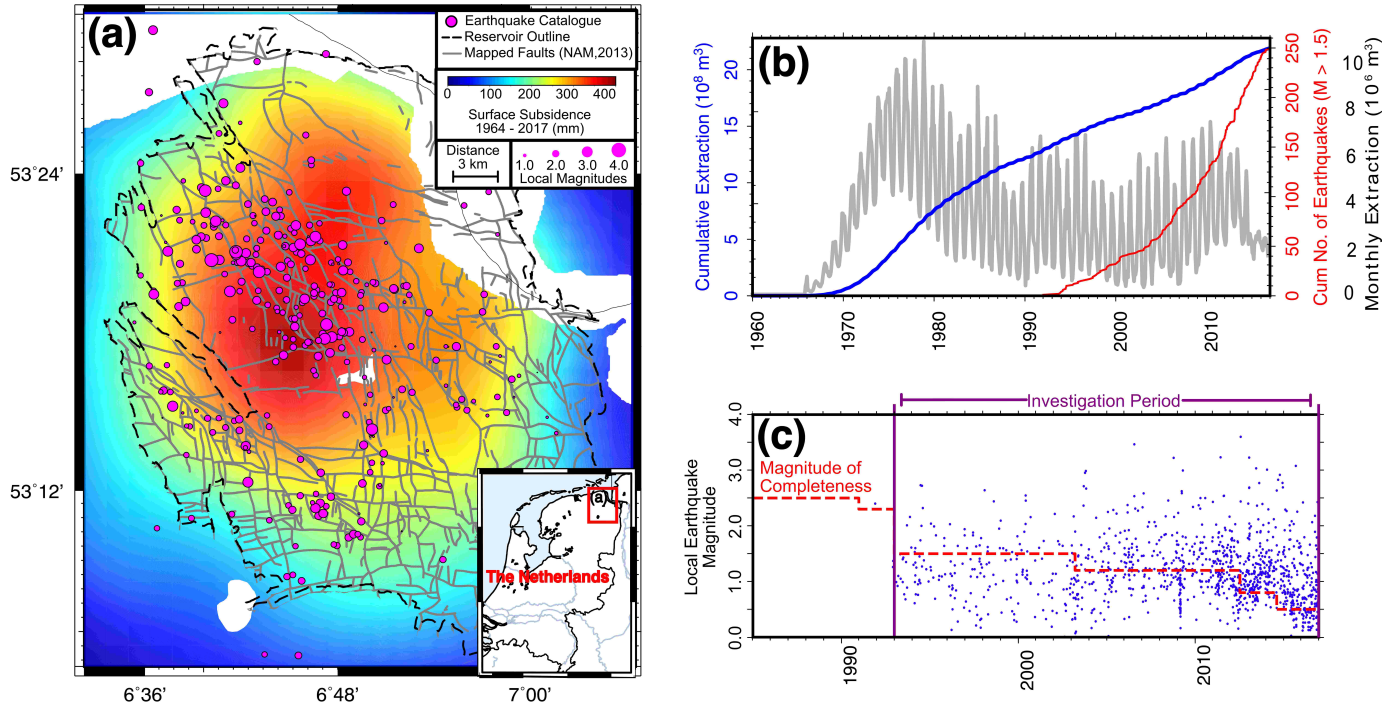 (a)
Earthquake Catalogue
Reservoir Outline
Mapped Faults (NAM,2013)
0 100 200 300 400
Surface Subsidence
1964 - 2017 (mm)
Distance
3 km
1.0 2.0 3.0 4.0
Local Magnitudes
53˚24'
53˚12'
6˚36' 6˚48' 7˚00'
(a)
The Netherlands
(b)
Cumulative Extraction (10⁸ m³)
0 5 10 15 20
Cum No. of Earthquakes (M > 1.5)
0 50 100 150 200 250
Monthly Extraction (10⁶ m³)
0 2 4 6 8 10
1960 1970 1980 1990 2000 2010
Investigation Period
(c)
Magnitude of
Completeness
Local Earthquake
Magnitude
0.0 1.0 2.0 3.0 4.0
1990 2000 2010